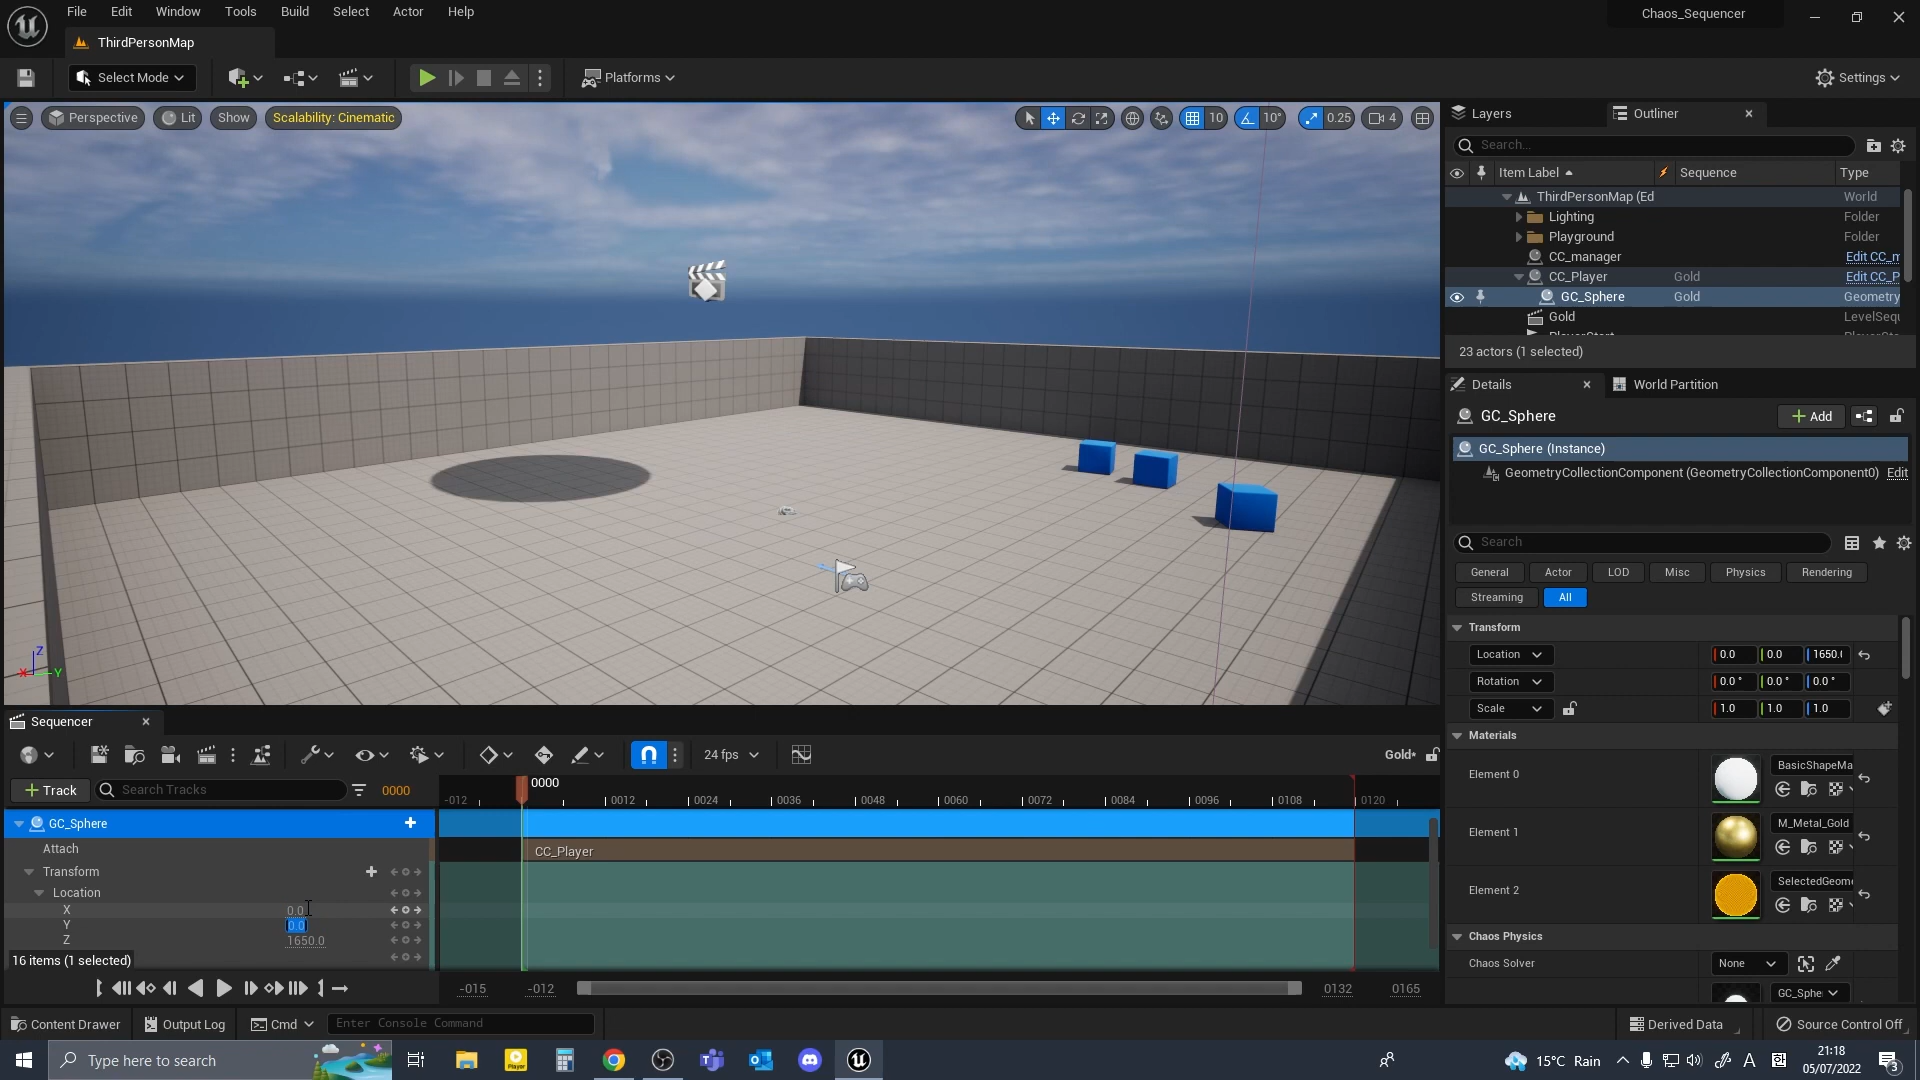 File Edit Window Tools Build Select Actor Help
Chaos_Sequencer
ThirdPersonMap
Select Mode
Platforms
Settings
Perspective Lit Show Scalability: Cinematic
10 10° 0.25 4
Layers Outliner
Search...
Item Label Sequence Type
ThirdPersonMap (Ed World
Lighting Folder
Playground Folder
CC_manager Edit CC_m
CC_Player Gold Edit CC_P
GC_Sphere Gold Geometry
Gold LevelSequ
23 actors (1 selected)
Details World Partition
GC_Sphere
Add
GC_Sphere (Instance)
GeometryCollectionComponent (GeometryCollectionComponent0) Edit
Search
General Actor LOD Misc Physics Rendering
Streaming All
Transform
Location 0.0 0.0 1650.(
Rotation 0.0 ° 0.0 ° 0.0 °
Scale 1.0 1.0 1.0
Materials
Element 0 BasicShapeMa
Element 1 M_Metal_Gold
Element 2 SelectedGeome
Chaos Physics
Chaos Solver None
GC_Sphe
Z
X Y
Sequencer
24 fps
Gold*
+ Track Search Tracks 0000
0000
-012 0012 0024 0036 0048 0060 0072 0084 0096 0108 0120
GC_Sphere
Attach
CC_Player
Transform
Location
X 0.0
Y 0.0
Z 1650.0
16 items (1 selected)
-015 -012 0132 0165
Content Drawer Output Log Cmd Enter Console Command
Derived Data Source Control Off
Type here to search
Player
15°C Rain
A
21:18
05/07/2022
3